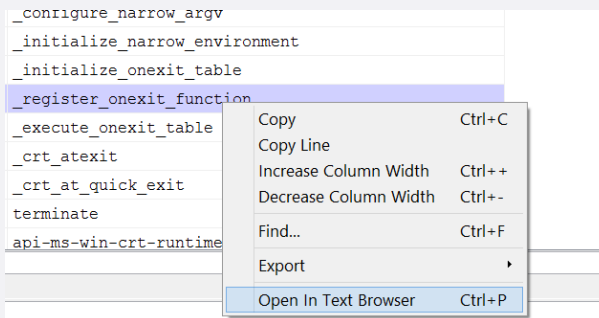 _configure_narrow_argv
_initialize_narrow_environment
_initialize_onexit_table
_register_onexit_function
_execute_onexit_table
_crt_atexit
_crt_at_quick_exit
terminate
api-ms-win-crt-runtime
Copy Ctrl+C
Copy Line
Increase Column Width Ctrl++
Decrease Column Width Ctrl+-
Find... Ctrl+F
Export
Open In Text Browser Ctrl+P